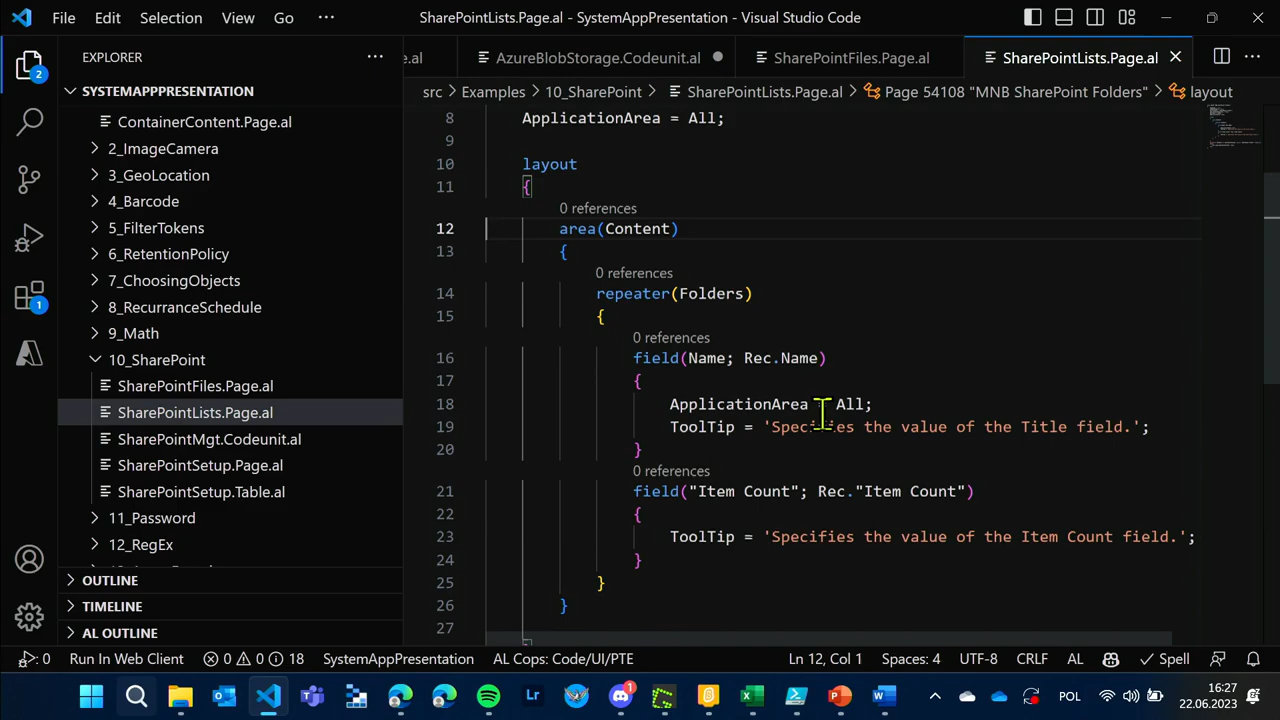 File Edit Selection View Go ··· SharePointLists.Page.al - SystemAppPresentation - Visual Studio Code
EXPLORER ···
.al AzureBlobStorage.Codeunit.al SharePointFiles.Page.al SharePointLists.Page.al ···
SYSTEMAPPPRESENTATION
src > Examples > 10_SharePoint > SharePointLists.Page.al > Page 54108 "MNB SharePoint Folders" > layout
ContainerContent.Page.al
2_ImageCamera
3_GeoLocation
4_Barcode
5_FilterTokens
6_RetentionPolicy
7_ChoosingObjects
8_RecurranceSchedule
9_Math
10_SharePoint
SharePointFiles.Page.al
SharePointLists.Page.al
SharePointMgt.Codeunit.al
SharePointSetup.Page.al
SharePointSetup.Table.al
11_Password
12_RegEx
OUTLINE
TIMELINE
AL OUTLINE
2
1
8 ApplicationArea = All;
9
10 layout
11 {
0 references
12 area(Content)
13 {
0 references
14 repeater(Folders)
15 {
0 references
16 field(Name; Rec.Name)
17 {
18 ApplicationArea = All;
19 ToolTip = 'Specifies the value of the Title field.';
20 }
0 references
21 field("Item Count"; Rec."Item Count")
22 {
23 ToolTip = 'Specifies the value of the Item Count field.';
24 }
25 }
26 }
27
0 Run In Web Client 0 0 18 SystemAppPresentation AL Cops: Code/UI/PTE Ln 12, Col 1 Spaces: 4 UTF-8 CRLF AL Spell
Lr 1 POL 16:27
22.06.2023